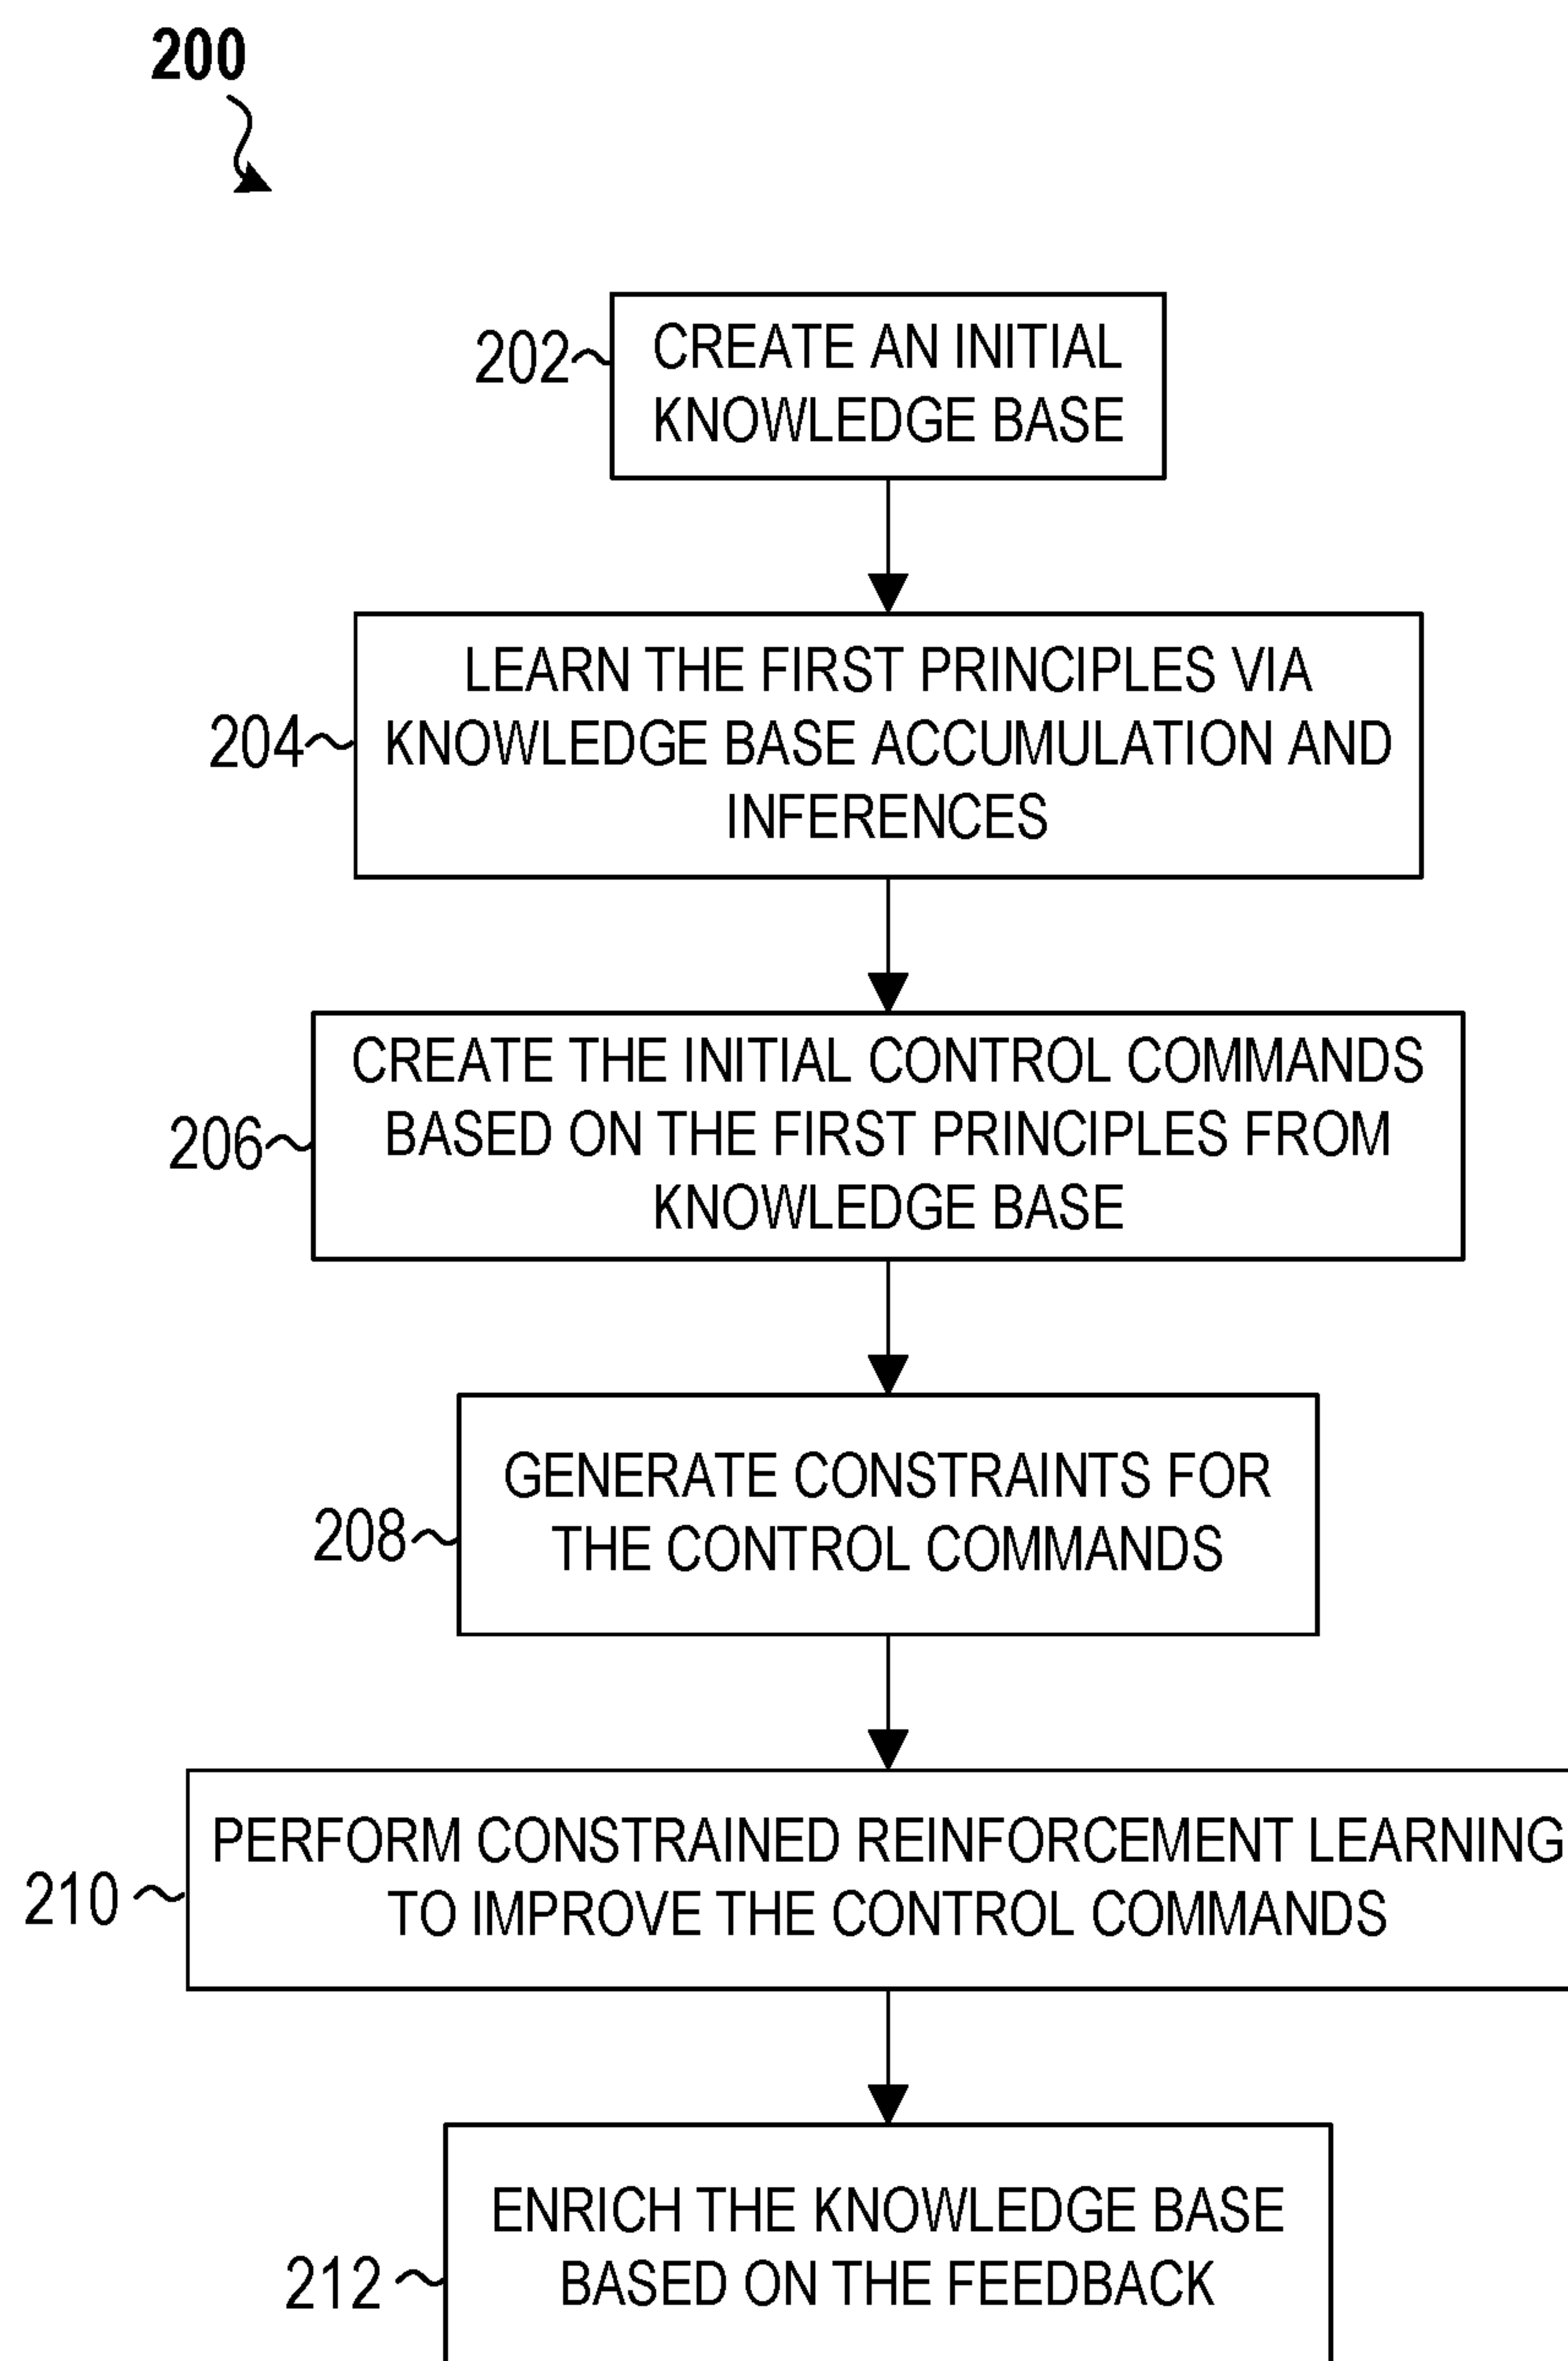 200
202
CREATE AN INITIAL
KNOWLEDGE BASE
LEARN THE FIRST PRINCIPLES VIA
204
KNOWLEDGE BASE ACCUMULATION AND
INFERENCES
CREATE THE INITIAL CONTROL COMMANDS
206
BASED ON THE FIRST PRINCIPLES FROM
KNOWLEDGE BASE
208
GENERATE CONSTRAINTS FOR
THE CONTROL COMMANDS
210
PERFORM CONSTRAINED REINFORCEMENT LEARNING
TO IMPROVE THE CONTROL COMMANDS
212
ENRICH THE KNOWLEDGE BASE
BASED ON THE FEEDBACK